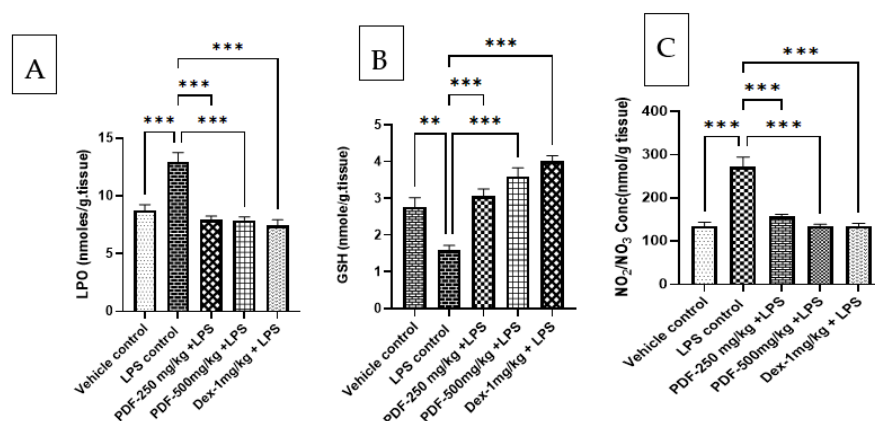 A
***
***
***
***
15
10
5
0
LPO (nmoles/g.tissue)
Vehicle control
LPS control
PDF-250 mg/kg +LPS
PDF-500mg/kg +LPS
Dex-1mg/kg + LPS
B
***
***
**
***
5
4
3
2
1
0
GSH (nmole/g.tissue)
Vehicle control
LPS control
PDF-250 mg/kg +LPS
PDF-500mg/kg +LPS
Dex-1mg/kg + LPS
C
***
***
***
***
400
300
200
100
0
NO₂/NO₃ Conc(nmol/g tissue)
Vehicle control
LPS control
PDF-250 mg/kg +LPS
PDF-500mg/kg +LPS
Dex-1mg/kg + LPS